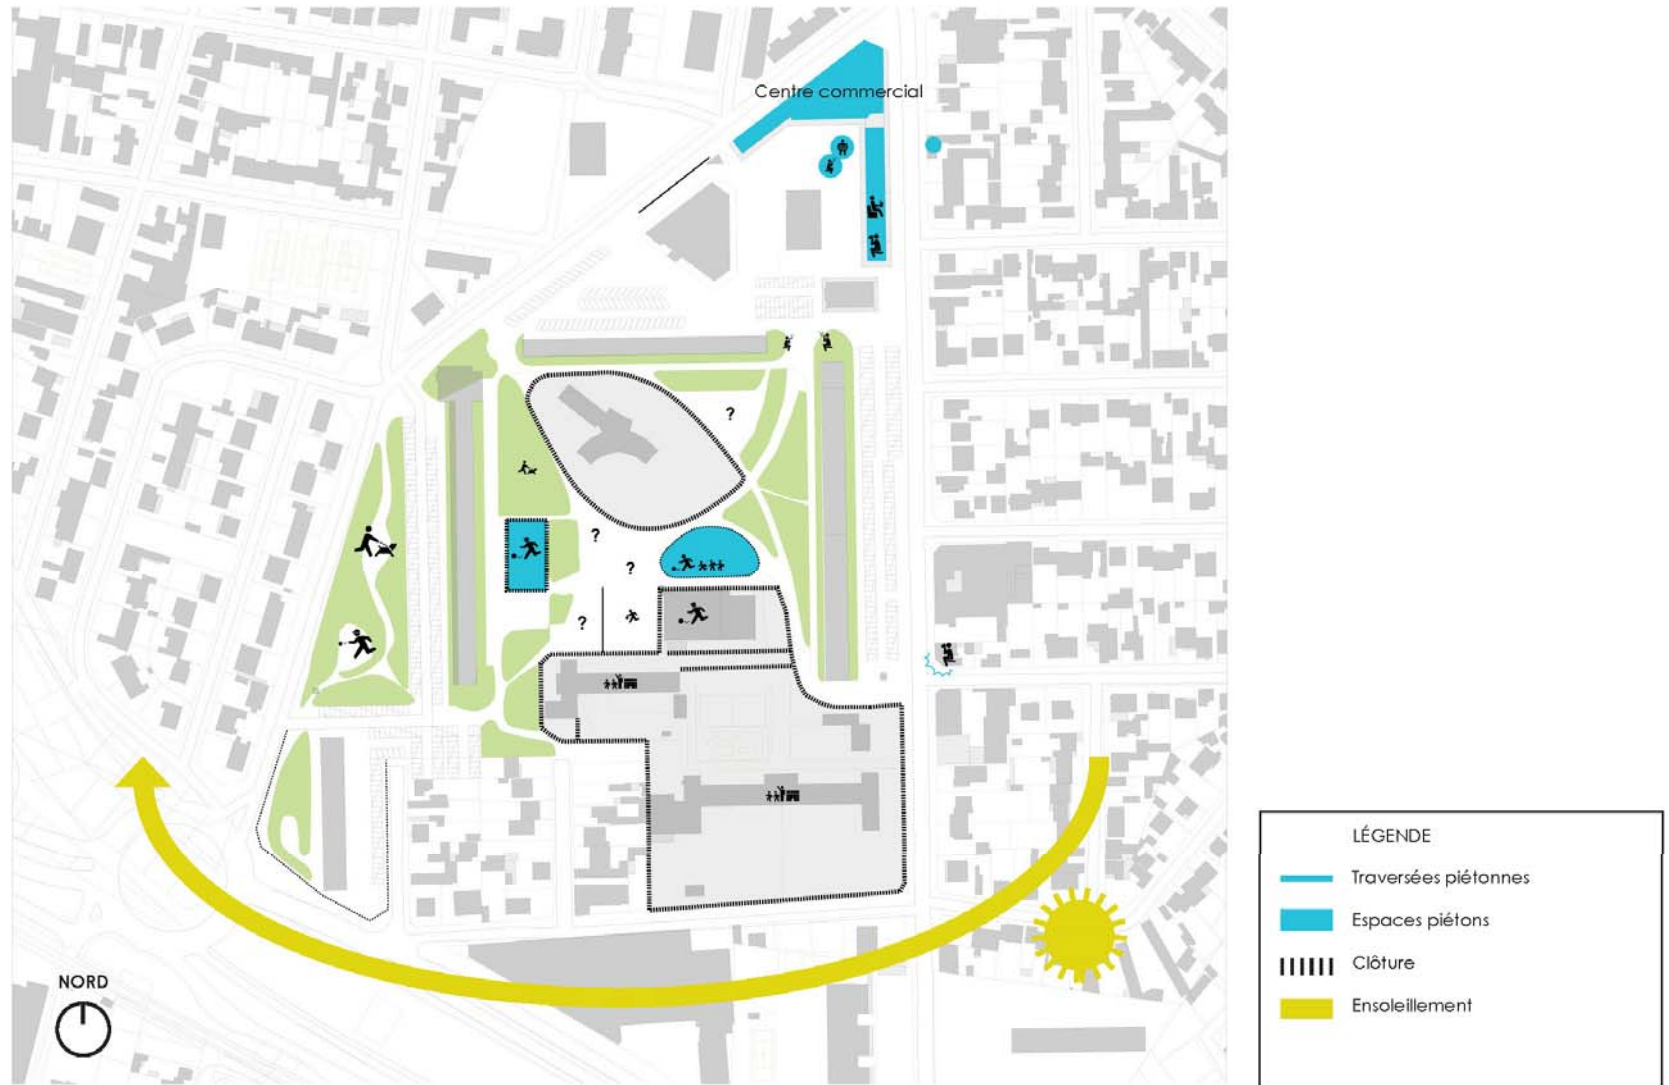 Centre commercial
?
?
?
?
NORD
LÉGENDE
Traversées piétonnes
Espaces piétons
Clôture
Ensoleillement